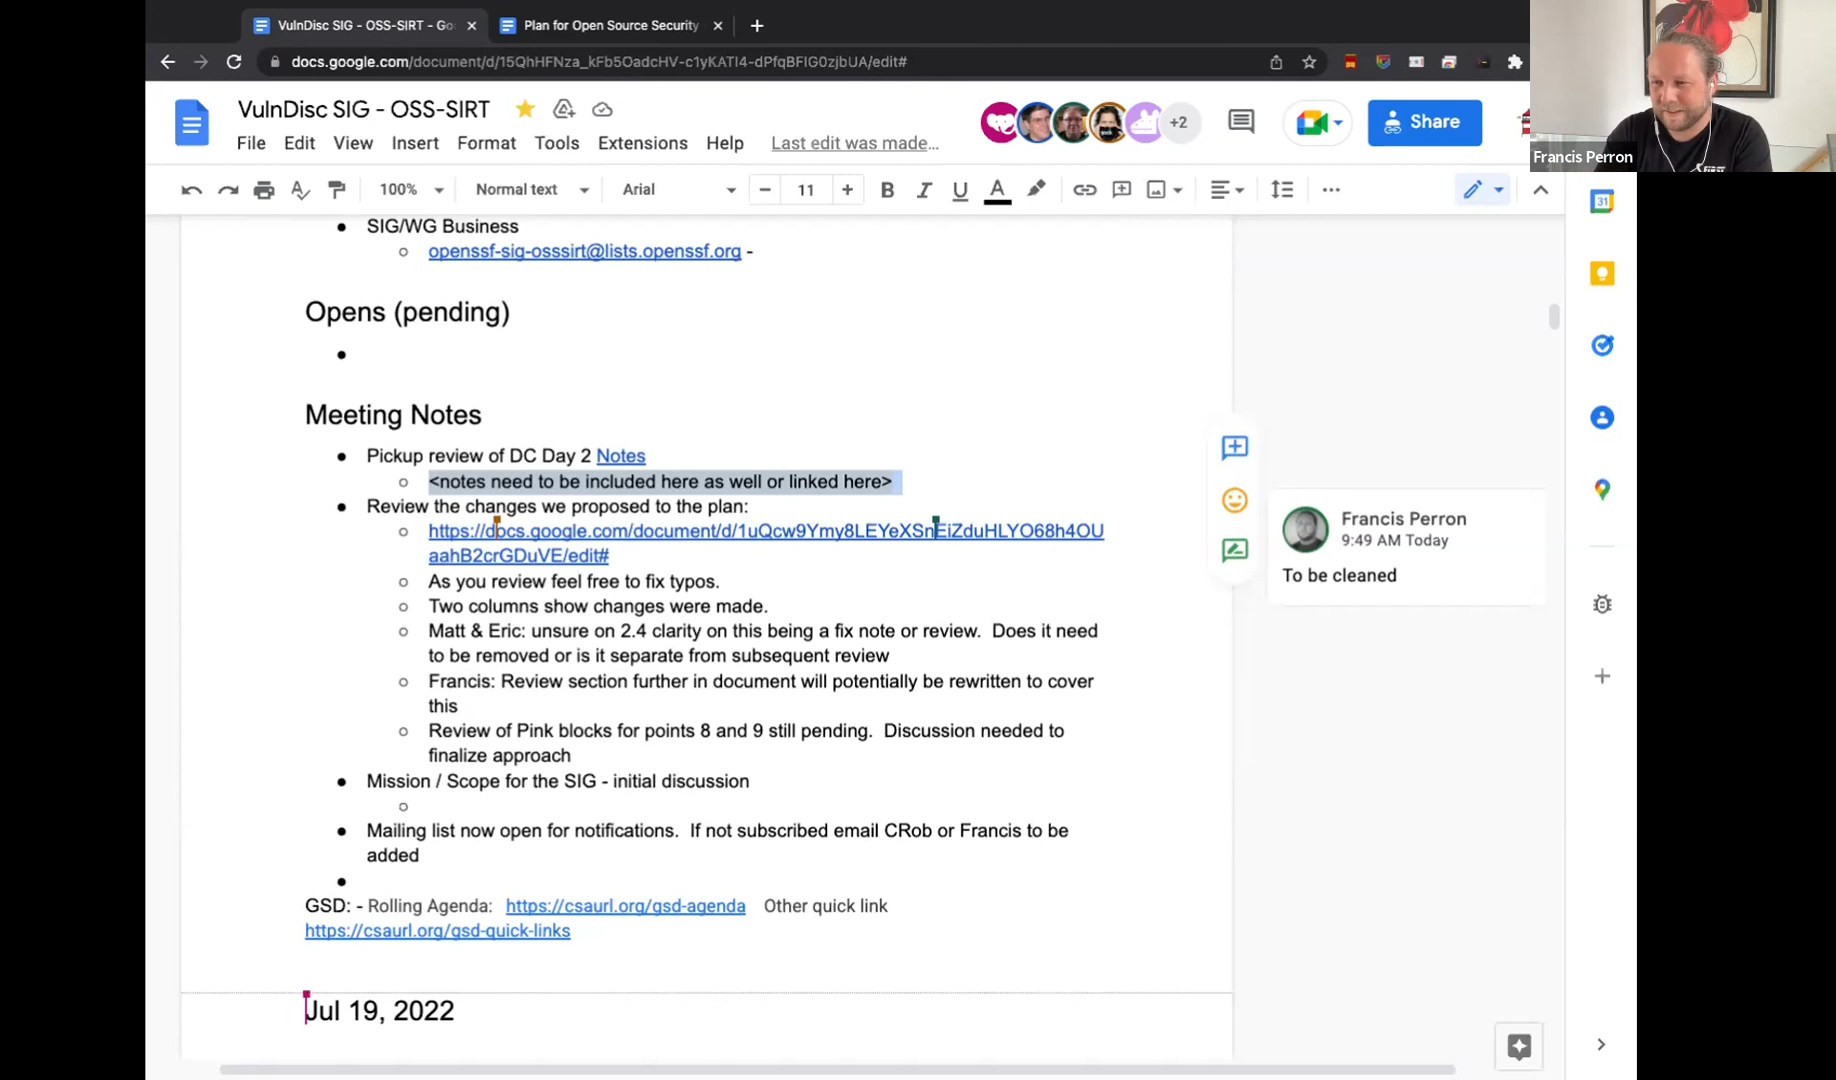 VulnDisc SIG - OSS-SIRT - Go
Plan for Open Source Security
docs.google.com/document/d/15QhHFNza_kFb5OadcHV-c1yKATI4-dPfqBFIG0zjbUA/edit#
VulnDisc SIG - OSS-SIRT
+2
Share
Francis Perron
File Edit View Insert Format Tools Extensions Help Last edit was made...
100% Normal text Arial 11 B I U A
31
SIG/WG Business
openssf-sig-osssirt@lists.openssf.org -
Opens (pending)
Meeting Notes
Pickup review of DC Day 2 Notes
<notes need to be included here as well or linked here>
Review the changes we proposed to the plan:
https://docs.google.com/document/d/1uQcw9Ymy8LEYeXSnEiZduHLYO68h4OU
aahB2crGDuVE/edit#
As you review feel free to fix typos.
Two columns show changes were made.
Matt & Eric: unsure on 2.4 clarity on this being a fix note or review. Does it need
to be removed or is it separate from subsequent review
Francis: Review section further in document will potentially be rewritten to cover
this
Review of Pink blocks for points 8 and 9 still pending. Discussion needed to
finalize approach
Mission / Scope for the SIG - initial discussion
Mailing list now open for notifications. If not subscribed email CRob or Francis to be
added
GSD: - Rolling Agenda: https://csaurl.org/gsd-agenda Other quick link
https://csaurl.org/gsd-quick-links
Jul 19, 2022
Francis Perron
9:49 AM Today
To be cleaned